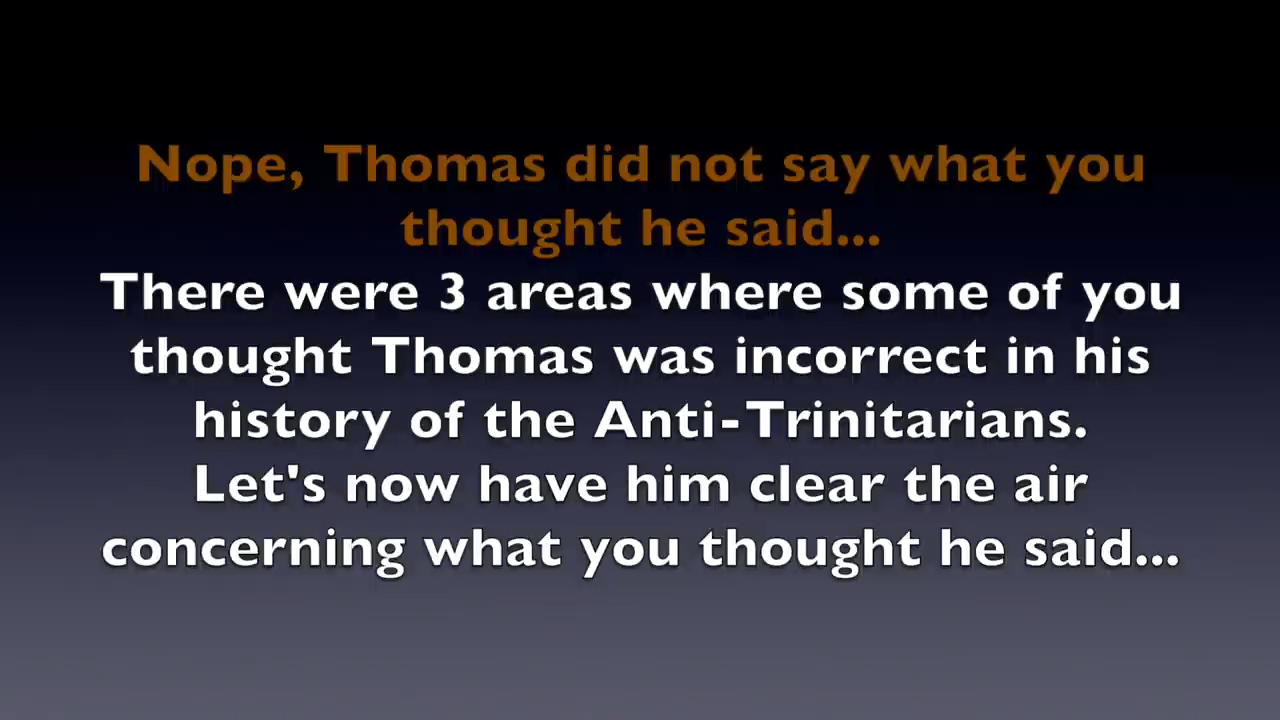 Nope, Thomas did not say what you
thought he said...
There were 3 areas where some of you
thought Thomas was incorrect in his
history of the Anti-Trinitarians.
Let's now have him clear the air
concerning what you thought he said...